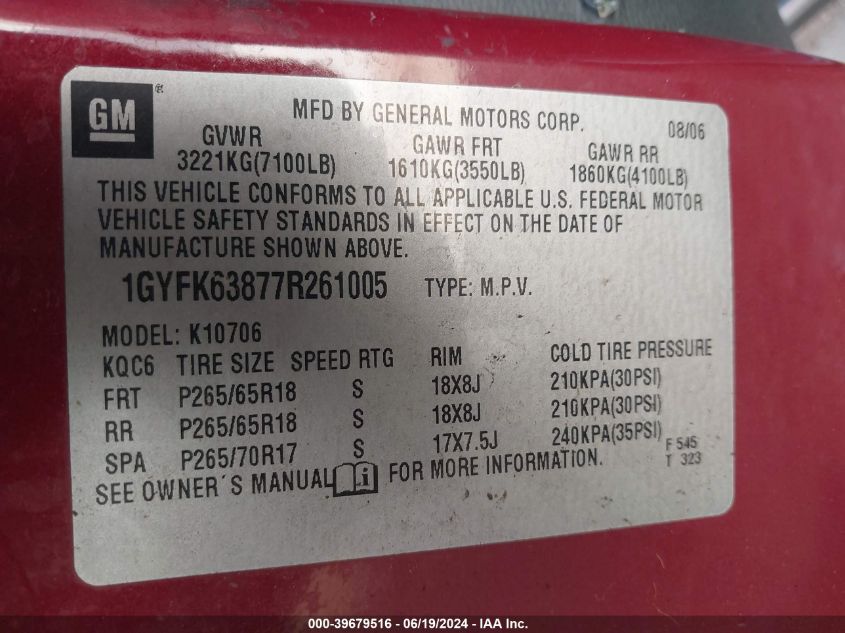 GM ®
MFD BY GENERAL MOTORS CORP. 08/06
GVWR GAWR FRT GAWR RR
3221KG(7100LB) 1610KG(3550LB) 1860KG(4100LB)
THIS VEHICLE CONFORMS TO ALL APPLICABLE U.S. FEDERAL MOTOR
VEHICLE SAFETY STANDARDS IN EFFECT ON THE DATE OF
MANUFACTURE SHOWN ABOVE.
1GYFK63877R261005 TYPE: M.P.V.
MODEL: K10706
KQC6 TIRE SIZE SPEED RTG RIM COLD TIRE PRESSURE
FRT P265/65R18 S 18X8J 210KPA(30PSI)
RR P265/65R18 S 18X8J 210KPA(30PSI)
SPA P265/70R17 S 17X7.5J 240KPA(35PSI) F 545
T 323
SEE OWNER´S MANUAL i FOR MORE INFORMATION.
000-39679516 - 06/19/2024 - IAA Inc.